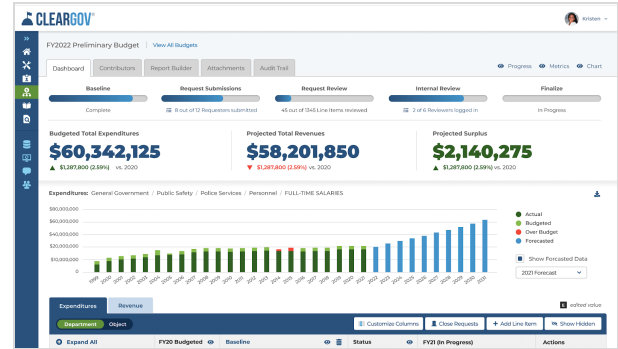 CLEARGOV
Kristen
FY2022 Preliminary Budget | View All Budgets
Dashboard Contributors Report Builder Attachments Audit Trail
Progress Metrics Chart
Baseline Request Submissions Request Review Internal Review Finalize
Complete 8 out of 12 Requesters submitted 45 out of 1345 Line Items reviewed 2 of 6 Reviewers logged in In Progress
Budgeted Total Expenditures Projected Total Revenues Projected Surplus
$60,342,125 $58,201,850 $2,140,275
▲ $1,287,800 (2.59%) vs. 2020 ▼ $1,287,800 (2.59%) vs. 2020 ▲ $1,287,800 (2.59%) vs. 2020
Expenditures: General Government / Public Safety / Police Services / Personnel / FULL-TIME SALARIES
$80,000,000
$60,000,000
$40,000,000
$20,000,000
$10,000,000
0
Actual
Budgeted
Over Budget
Forecasted
Show Forcasted Data
2021 Forecast
Expenditures Revenue
E edited value
Department Object
Customize Columns Close Requests + Add Line Item Show Hidden
Expand All FY20 Budgeted Baseline Status FY21 (In Progress) Actions